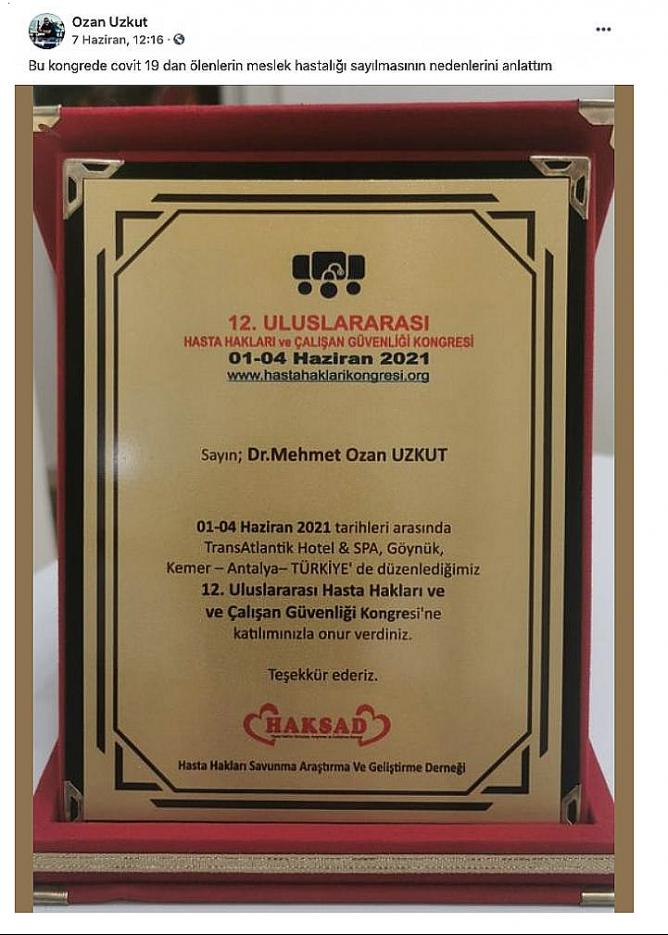 Ozan Uzkut
7 Haziran, 12:16 ·
Bu kongrede covit 19 dan ölenlerin meslek hastalığı sayılmasının nedenlerini anlattım
12. ULUSLARARASI
HASTA HAKLARI ve ÇALIŞAN GÜVENLİĞİ KONGRESİ
01-04 Haziran 2021
www.hastahaklarikongresi.org
Sayın; Dr.Mehmet Ozan UZKUT
01-04 Haziran 2021 tarihleri arasında
TransAtlantik Hotel & SPA, Göynük,
Kemer – Antalya– TÜRKİYE' de düzenlediğimiz
12. Uluslararası Hasta Hakları ve
ve Çalışan Güvenliği Kongresi'ne
katılımınızla onur verdiniz.
Teşekkür ederiz.
HAKSAD
Hasta Hakları Savunma Araştırma Ve Geliştirme Derneği